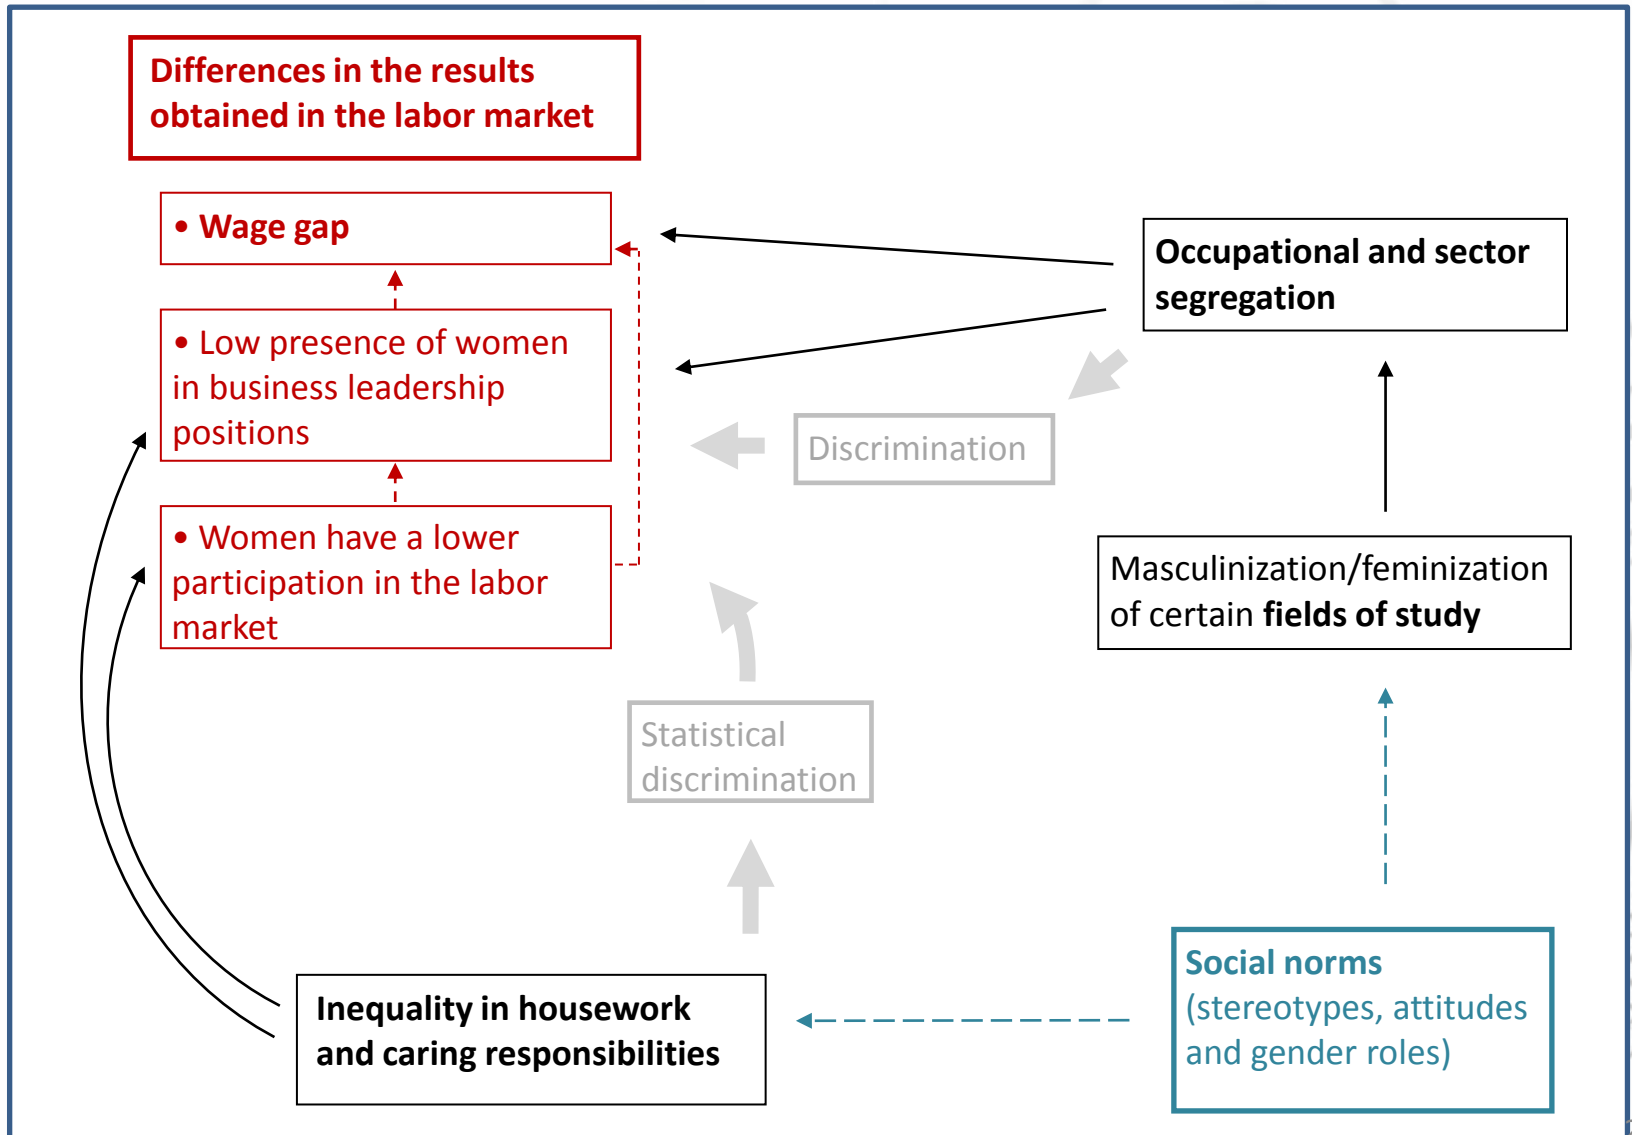 Differences in the results
obtained in the labor market
• Wage gap
• Low presence of women
in business leadership
positions
• Women have a lower
participation in the labor
market
Occupational and sector
segregation
Discrimination
Masculinization/feminization
of certain fields of study
Statistical
discrimination
Inequality in housework
and caring responsibilities
Social norms
(stereotypes, attitudes
and gender roles)